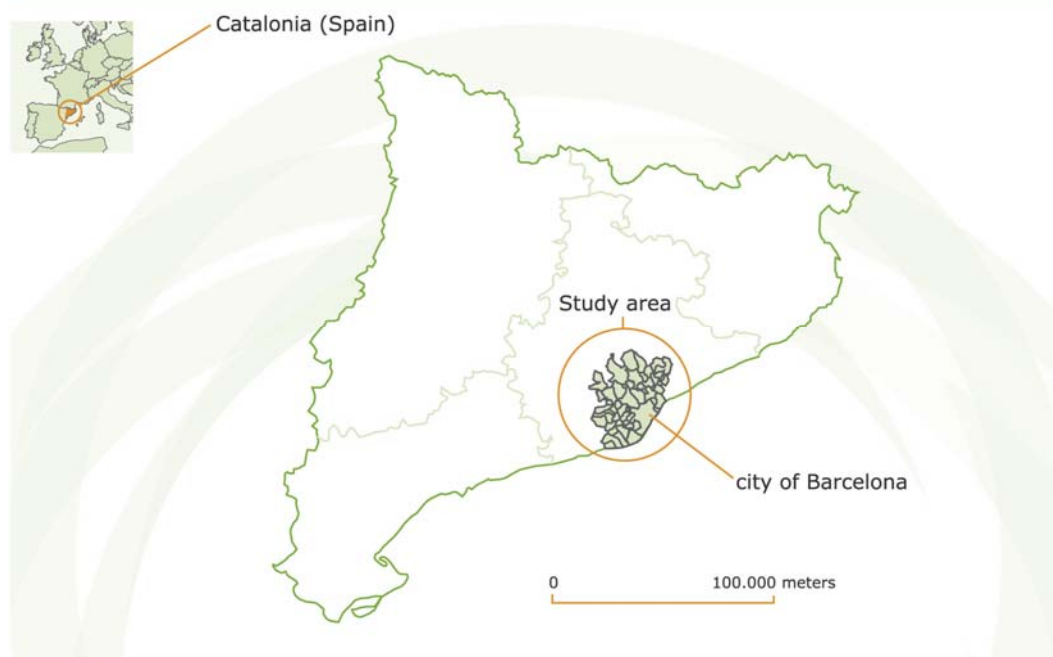 Catalonia (Spain)
Study area
city of Barcelona
0
100.000 meters